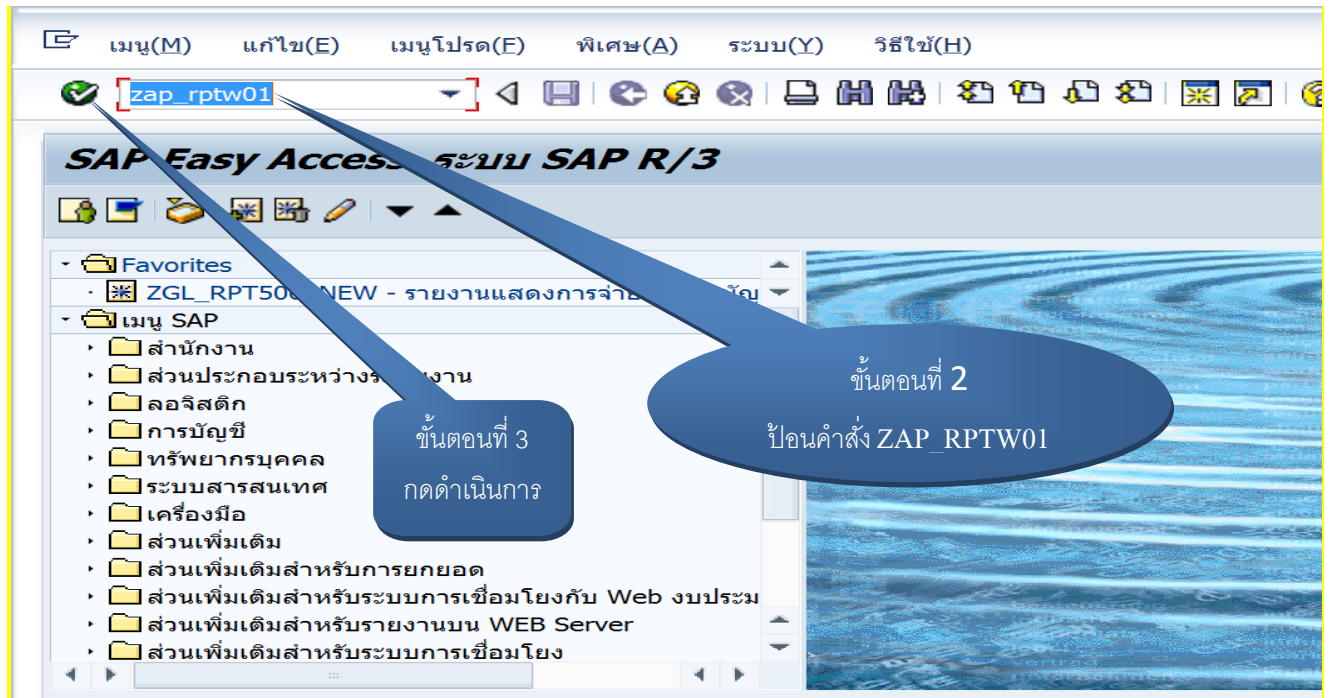 เมนู(M) แก้ไข(E) เมนูโปรด(F) พิเศษ(A) ระบบ(Y) วิธีใช้(H)
zap_rptw01
SAP Easy Access ระบบ SAP R/3
Favorites
NEW - รายงานแสดงการจ่าย
เมนู SAP
สำนักงาน
ส่วนประกอบระหว่าง งาน
ลอจิสติก
การบัญชี
ทรัพยากรบุคคล
ระบบสารสนเทศ
เครื่องมือ
ส่วนเพิ่มเติม
ส่วนเพิ่มเติมสำหรับการยกยอด
ส่วนเพิ่มเติมสำหรับระบบการเชื่อมโยงกับ Web งบประม
ส่วนเพิ่มเติมสำหรับรายงานบน WEB Server
ส่วนเพิ่มเติมสำหรับระบบการเชื่อมโยง
ขั้นตอนที่ 3
กดดำเนินการ
ขั้นตอนที่ 2
ป้อนคำสั่ง ZAP_RPTW01